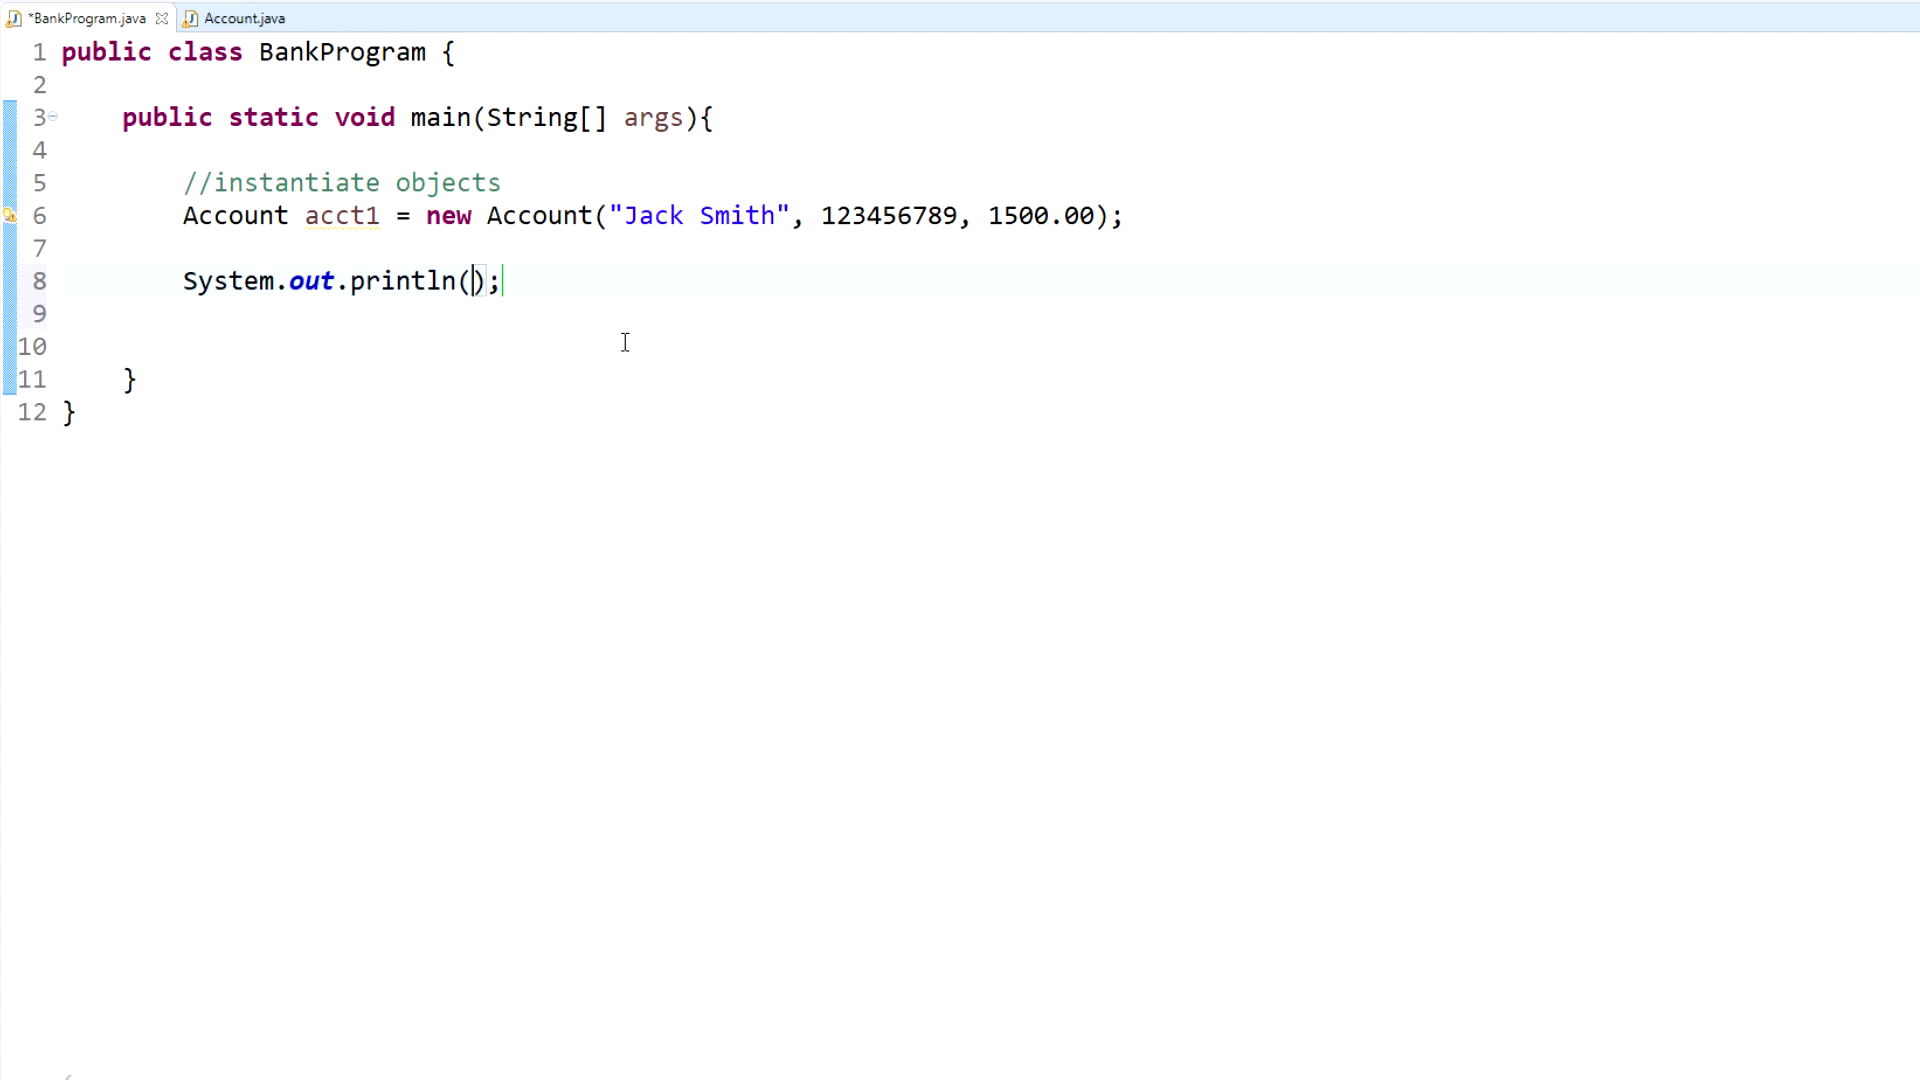 *BankProgram.java Account.java
1 public class BankProgram {
2
3 public static void main(String[] args){
4
5 //instantiate objects
6 Account acct1 = new Account("Jack Smith", 123456789, 1500.00);
7
8 System.out.println();
9
10
11 }
12 }